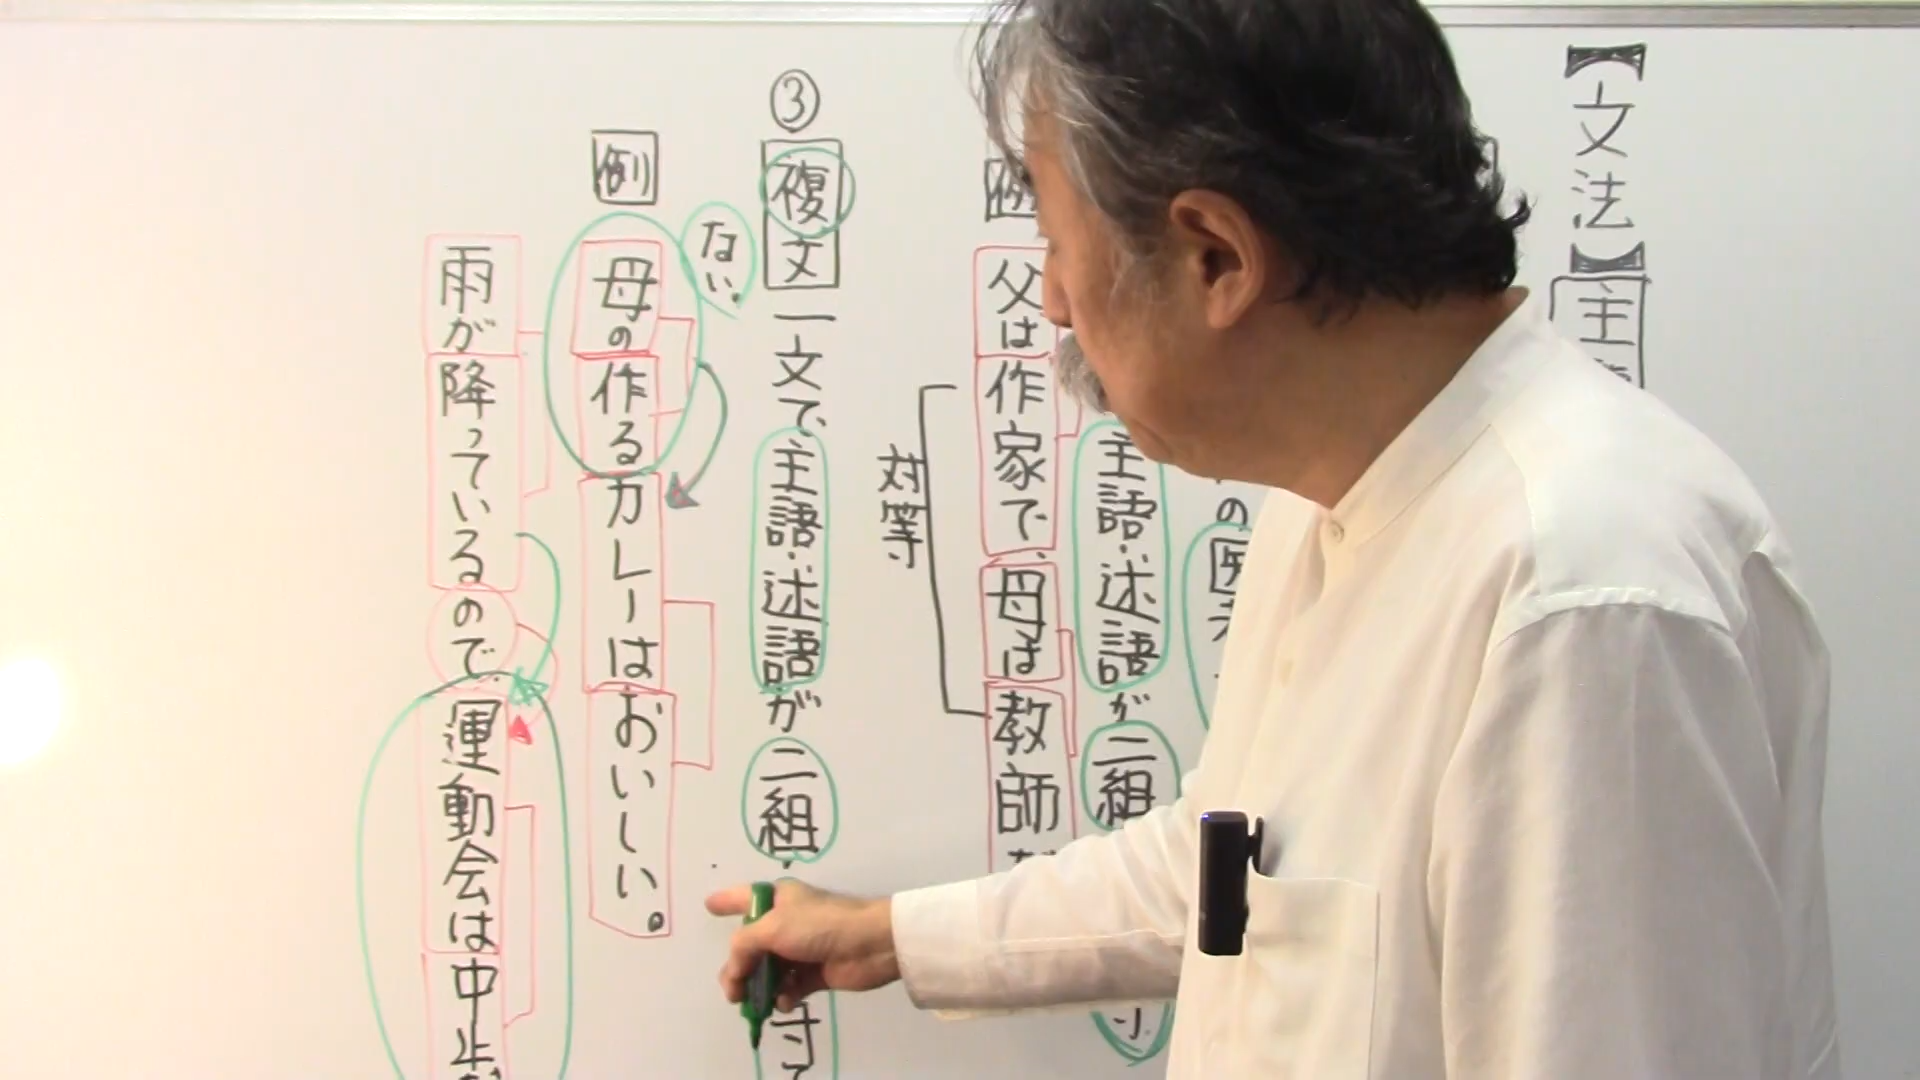 【文法】主
の
主語・述語が二組
例
父は作家で、母は教師
対等
③複文一文で、主語・述語が二組、
ない。
例
母の作るカレーはおいしい。
雨が降っているので、運動会は中止